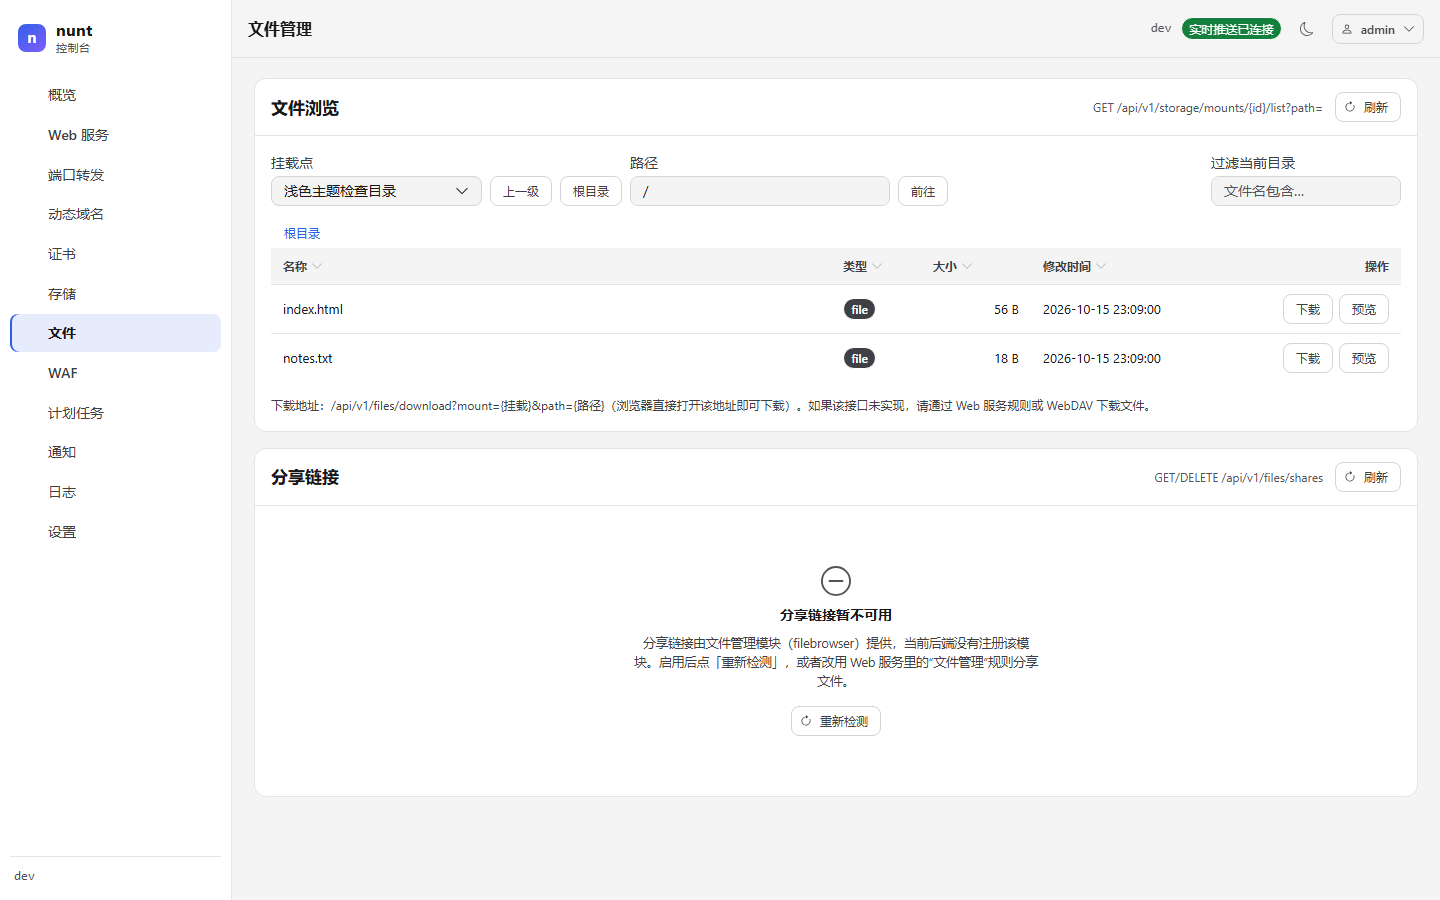 n
nunt
控制台
概览
Web 服务
端口转发
动态域名
证书
存储
文件
WAF
计划任务
通知
日志
设置
dev
文件管理
dev
实时推送已连接
admin
文件浏览
GET /api/v1/storage/mounts/{id}/list?path=
刷新
挂载点
路径
过滤当前目录
浅色主题检查目录
上一级
根目录
/
前往
文件名包含...
根目录
名称
类型
大小
修改时间
操作
index.html
file
56 B
2026-10-15 23:09:00
下载
预览
notes.txt
file
18 B
2026-10-15 23:09:00
下载
预览
下载地址：/api/v1/files/download?mount={挂载}&path={路径}（浏览器直接打开该地址即可下载）。如果该接口未实现，请通过 Web 服务规则或 WebDAV 下载文件。
分享链接
GET/DELETE /api/v1/files/shares
刷新
分享链接暂不可用
分享链接由文件管理模块（filebrowser）提供，当前后端没有注册该模
块。启用后点「重新检测」，或者改用 Web 服务里的“文件管理”规则分享
文件。
重新检测